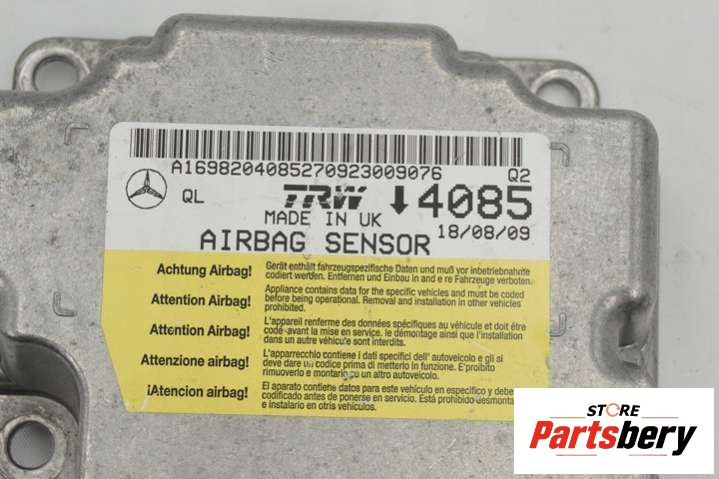 A1698204085270923009076 Q2
QL TRW ↓4085
MADE IN UK 18/08/09
AIRBAG SENSOR
Achtung Airbag! Gerät enthält fahrzeugspezifische Daten und muß vor inbetriebnahme
codiert werden. Entfernen und Einbau in and e re Fahrzeuge verboten.
Attention Airbag! Appliance contains data for the specific vehicles and must be coded
before being operational. Removal and installation in other vehicles
prohibited.
Attention Airbag! L'appareil renferme des données spécifiques au véhicule et doit être
codé avant la mise en service. le démontage ainsi que l'installation
dans un autre véhicule sont interdits.
Attenzione airbag! L'apparrecchio contiene i dati specifici dell' autoveicolo e gli si
deve dare un codice prima di metterlo in funzione. E'proibito
rimuoverlo e montarlo su un altro autoveicolo.
¡Atencion airbag! El aparato contiene datos para este vehículo en especifico y debe
codificado antes de ponerse en servicio. Está prohibido desmonta
e instalarlo en otros vehículos.
STORE
Partsbery